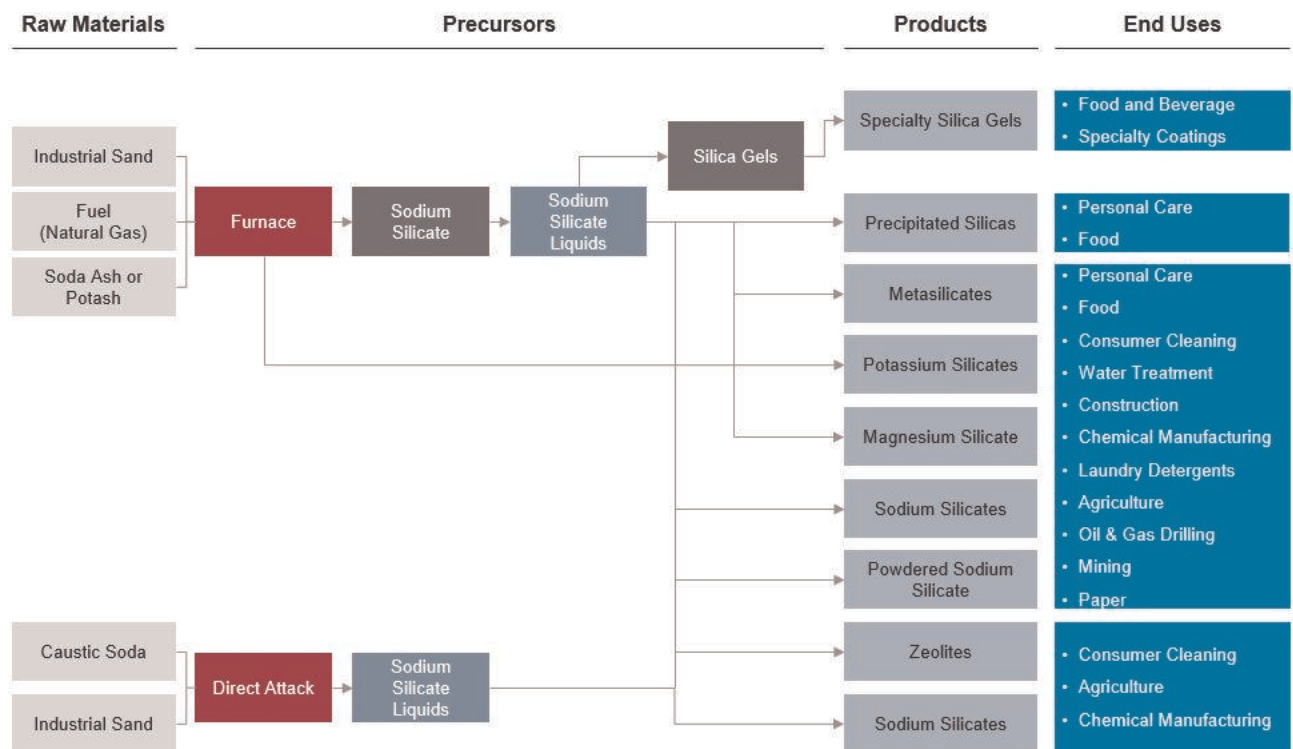 Raw Materials
Precursors
Products
End Uses
Industrial Sand
Fuel
(Natural Gas)
Soda Ash or
Potash
Furnace
Sodium
Silicate
Sodium
Silicate
Liquids
Silica Gels
Specialty Silica Gels
• Food and Beverage
• Specialty Coatings
Precipitated Silicas
• Personal Care
• Food
Metasilicates
Potassium Silicates
Magnesium Silicate
Sodium Silicates
Powdered Sodium
Silicate
• Personal Care
• Food
• Consumer Cleaning
• Water Treatment
• Construction
• Chemical Manufacturing
• Laundry Detergents
• Agriculture
• Oil & Gas Drilling
• Mining
• Paper
Caustic Soda
Industrial Sand
Direct Attack
Sodium
Silicate
Liquids
Zeolites
Sodium Silicates
• Consumer Cleaning
• Agriculture
• Chemical Manufacturing